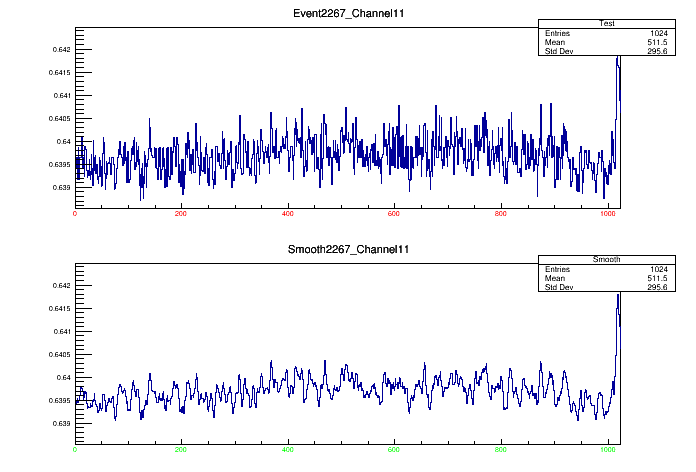 Event2267_Channel11
Test
Entries 1024
Mean 511.5
Std Dev 295.6
0.642
0.6415
0.641
0.6405
0.64
0.6395
0.639
0 200 400 600 800 1000
Smooth2267_Channel11
Smooth
Entries 1024
Mean 511.5
Std Dev 295.6
0.642
0.6415
0.641
0.6405
0.64
0.6395
0.639
0 200 400 600 800 1000